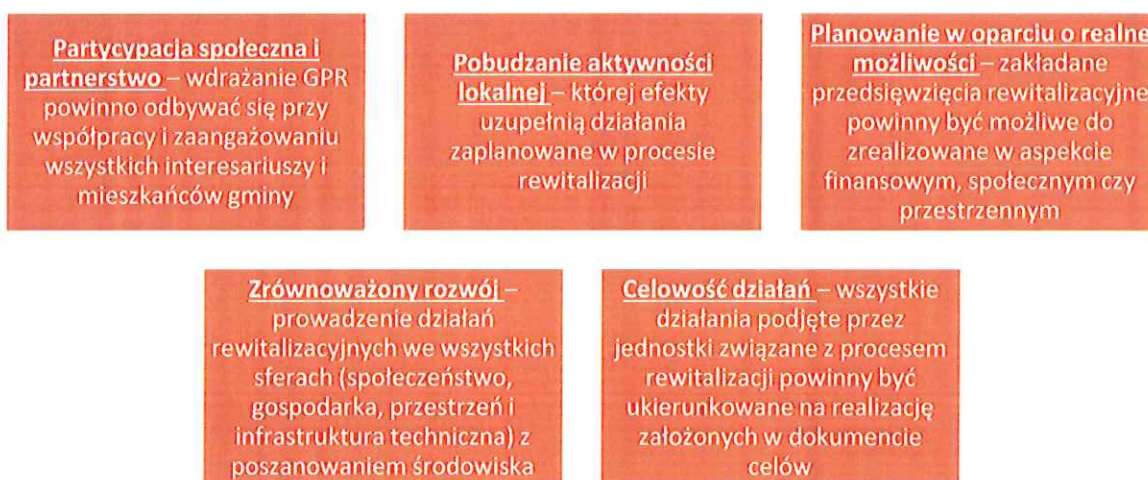 Partycypacja społeczna i
partnerstwo – wdrażanie GPR
powinno odbywać się przy
współpracy i zaangażowaniu
wszystkich interesariuszy i
mieszkańców gminy
Pobudzanie aktywności
lokalnej – której efekty
uzupełnią działania
zaplanowane w procesie
rewitalizacji
Planowanie w oparciu o realne
możliwości – zakładane
przedsięwzięcia rewitalizacyjne
powinny być możliwe do
zrealizowane w aspekcie
finansowym, społecznym czy
przestrzennym
Zrównoważony rozwój –
prowadzenie działań
rewitalizacyjnych we wszystkich
sferach (społeczeństwo,
gospodarka, przestrzeń i
infrastruktura techniczna) z
poszanowaniem środowiska
Celowość działań – wszystkie
działania podjęte przez
jednostki związane z procesem
rewitalizacji powinny być
ukierunkowane na realizację
założonych w dokumencie
celów